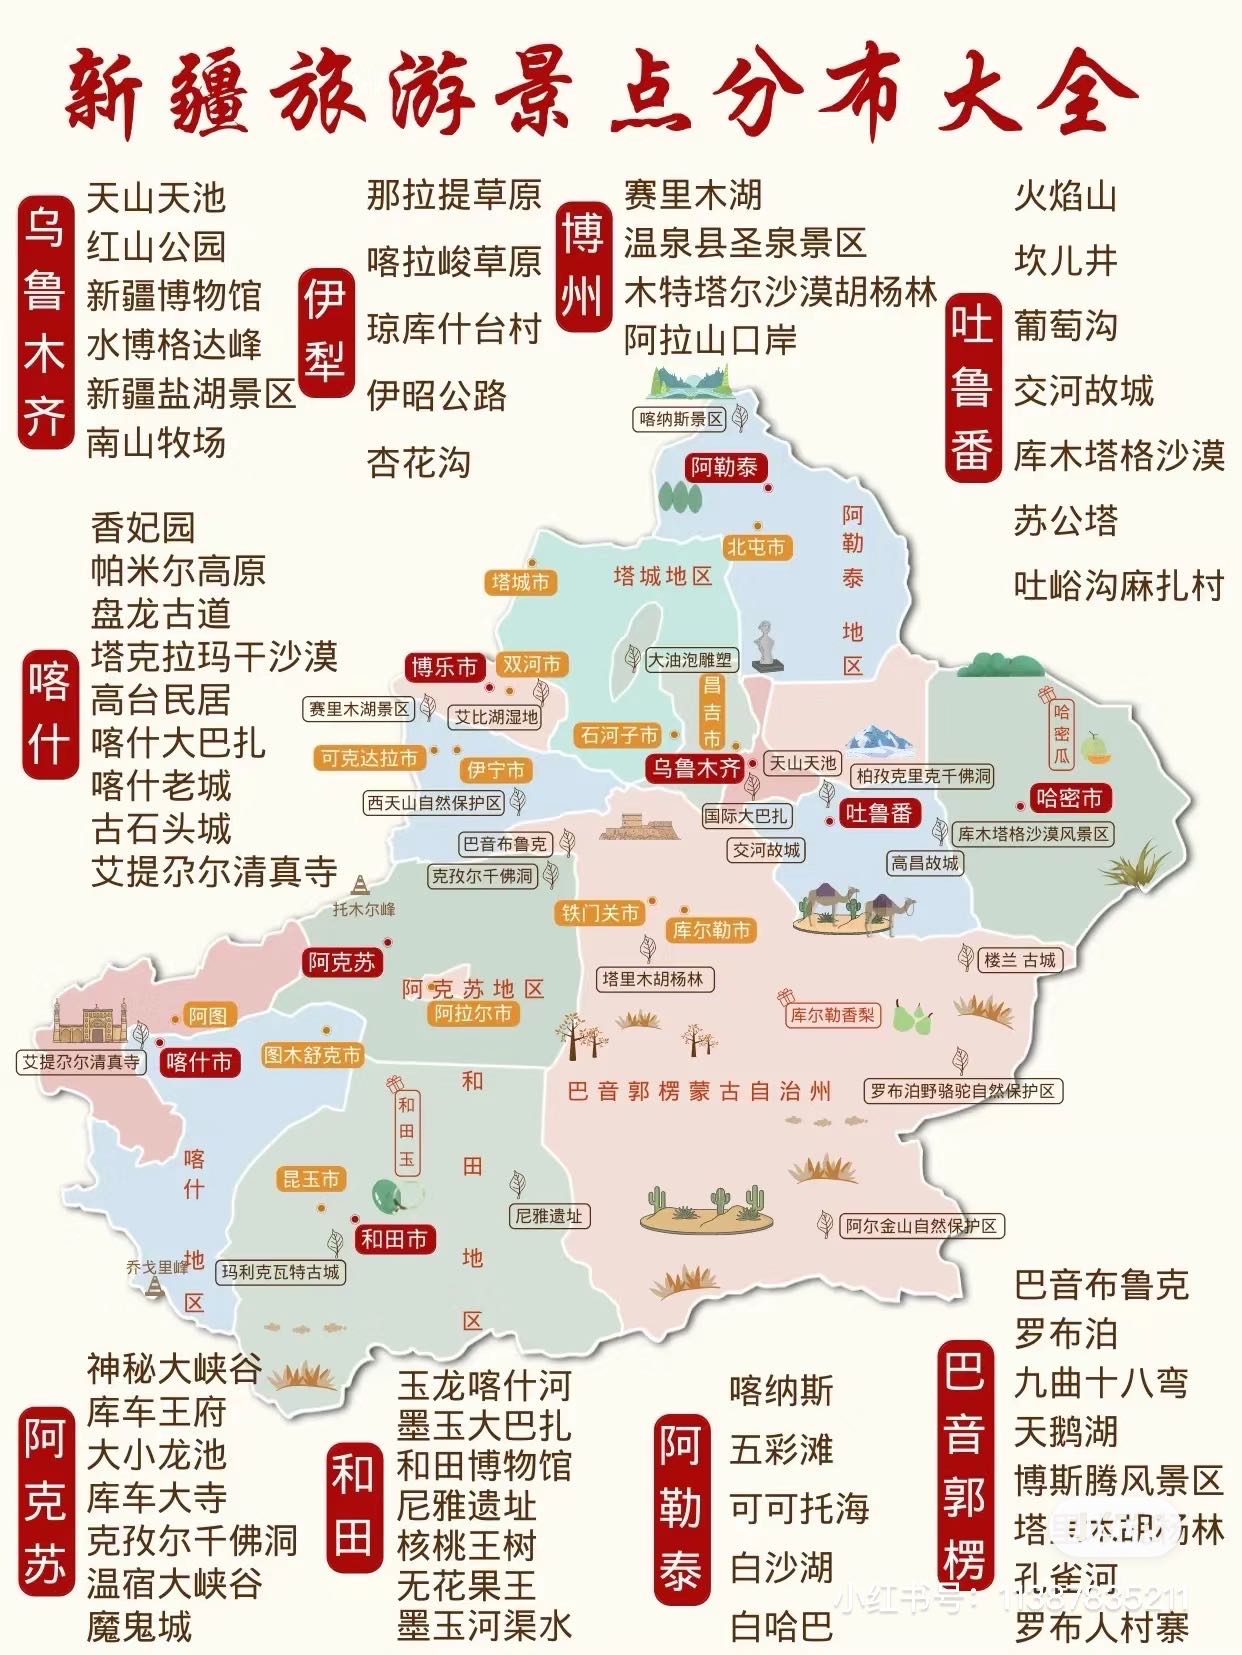 新疆旅游景点分布大全
乌鲁木齐
天山天池
红山公园
新疆博物馆
水博格达峰
新疆盐湖景区
南山牧场
伊犁
那拉提草原
喀拉峻草原
琼库什台村
伊昭公路
杏花沟
博州
赛里木湖
温泉县圣泉景区
木特塔尔沙漠胡杨林
阿拉山口岸
吐鲁番
火焰山
坎儿井
葡萄沟
交河故城
库木塔格沙漠
苏公塔
吐峪沟麻扎村
喀什
香妃园
帕米尔高原
盘龙古道
塔克拉玛干沙漠
高台民居
喀什大巴扎
喀什老城
古石头城
艾提尕尔清真寺
喀纳斯景区
阿勒泰
北屯市
阿勒泰地区
塔城市
塔城地区
大油泡雕塑
博乐市
双河市
赛里木湖景区
艾比湖湿地
昌吉市
石河子市
可克达拉市
伊宁市
乌鲁木齐
天山天池
柏孜克里克千佛洞
哈密瓜
哈密市
西天山自然保护区
国际大巴扎
吐鲁番
库木塔格沙漠风景区
巴音布鲁克
交河故城
高昌故城
克孜尔千佛洞
托木尔峰
铁门关市
库尔勒市
阿克苏
塔里木胡杨林
楼兰 古城
阿克苏地区
阿拉尔市
库尔勒香梨
阿图
艾提尕尔清真寺
喀什市
图木舒克市
巴音郭楞蒙古自治州
罗布泊野骆驼自然保护区
和田玉
和田地区
喀什地区
昆玉市
尼雅遗址
和田市
阿尔金山自然保护区
玛利克瓦特古城
乔戈里峰
阿克苏
神秘大峡谷
库车王府
大小龙池
库车大寺
克孜尔千佛洞
温宿大峡谷
魔鬼城
和田
玉龙喀什河
墨玉大巴扎
和田博物馆
尼雅遗址
核桃王树
无花果王
墨玉河渠水
阿勒泰
喀纳斯
五彩滩
可可托海
白沙湖
白哈巴
巴音郭楞
巴音布鲁克
罗布泊
九曲十八弯
天鹅湖
博斯腾风景区
塔里木胡杨林
孔雀河
罗布人村寨
小红书号：11387835211